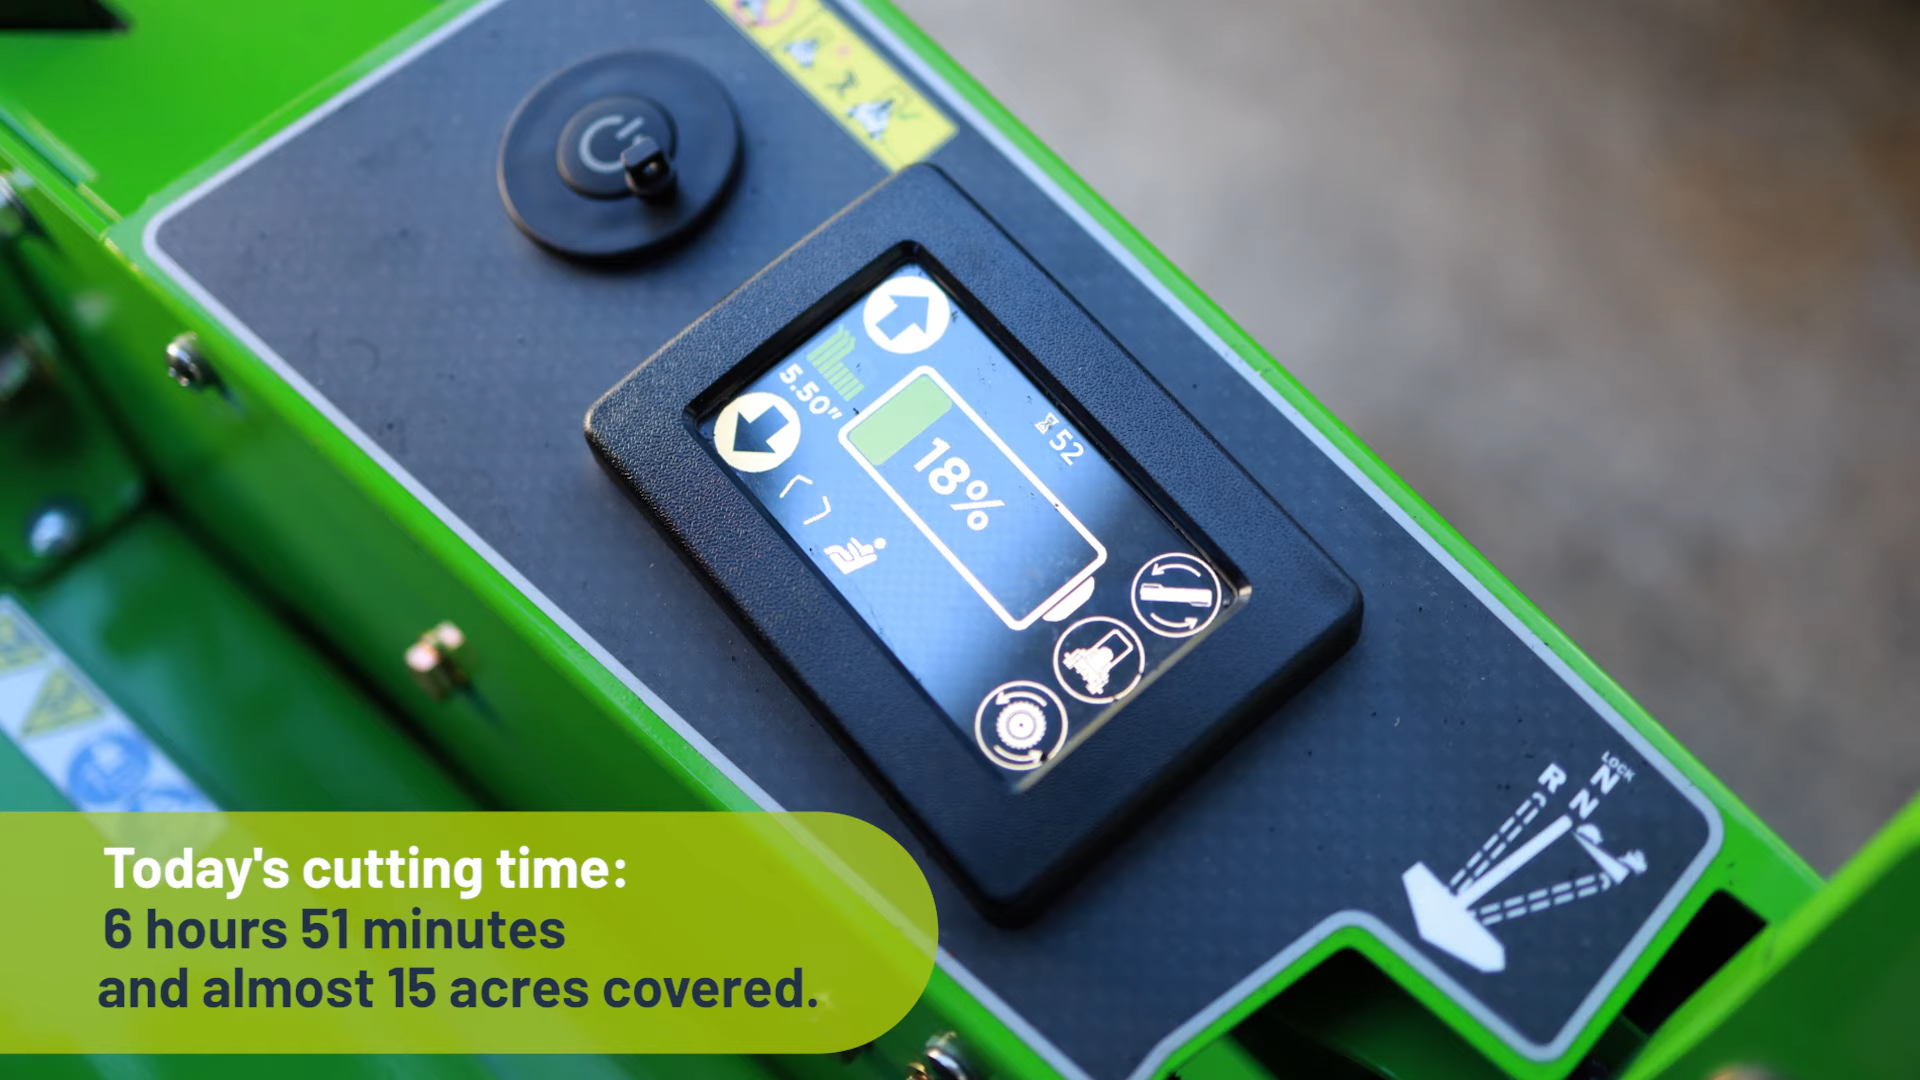 5.50"
52
18%
R
N
LOCK
N
Today's cutting time:
6 hours 51 minutes
and almost 15 acres covered.